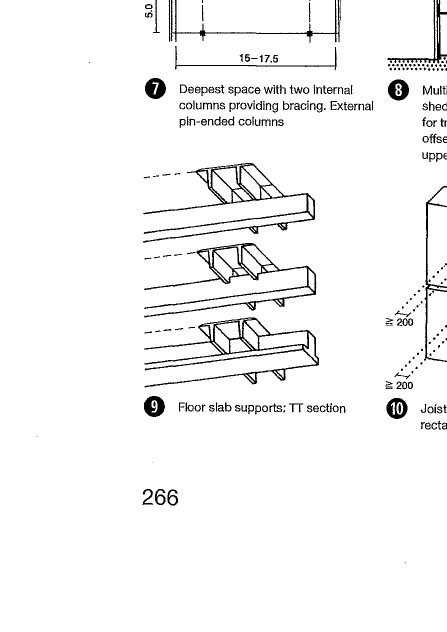 5.0
15–17.5
7 Deepest space with two internal
columns providing bracing. External
pin-ended columns
8 Multi
shed
for tr
offse
uppe
≧ 200
≧ 200
9 Floor slab supports; TT section
10 Joist
recta
266